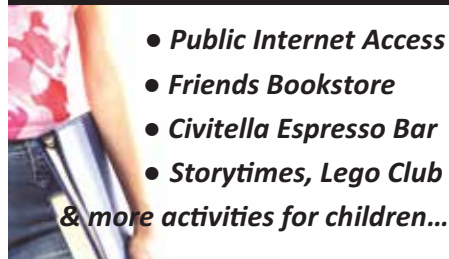 ● Public Internet Access
● Friends Bookstore
● Civitella Espresso Bar
● Storytimes, Lego Club
& more activities for children…